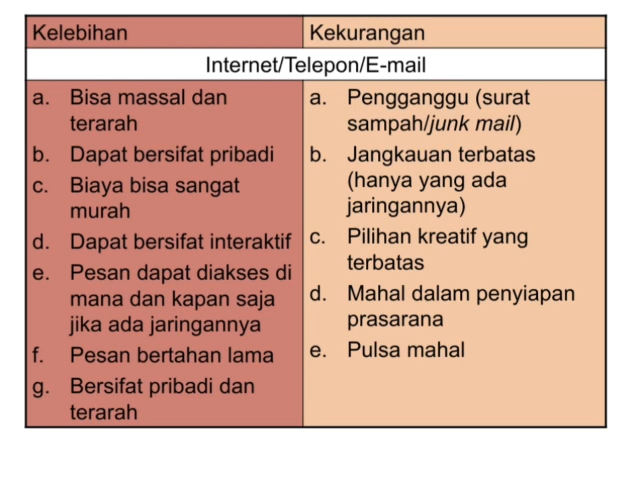 Kelebihan
Kekurangan
Internet/Telepon/E-mail
a. Bisa massal dan
terarah
b. Dapat bersifat pribadi
c. Biaya bisa sangat
murah
d. Dapat bersifat interaktif
e. Pesan dapat diakses di
mana dan kapan saja
jika ada jaringannya
f. Pesan bertahan lama
g. Bersifat pribadi dan
terarah
a. Pengganggu (surat
sampah/junk mail)
b. Jangkauan terbatas
(hanya yang ada
jaringannya)
c. Pilihan kreatif yang
terbatas
d. Mahal dalam penyiapan
prasarana
e. Pulsa mahal